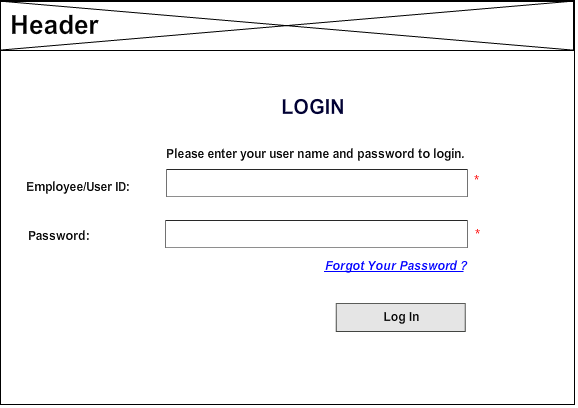 Header
LOGIN
Please enter your user name and password to login.
Employee/User ID: *
Password: *
Forgot Your Password ?
Log In